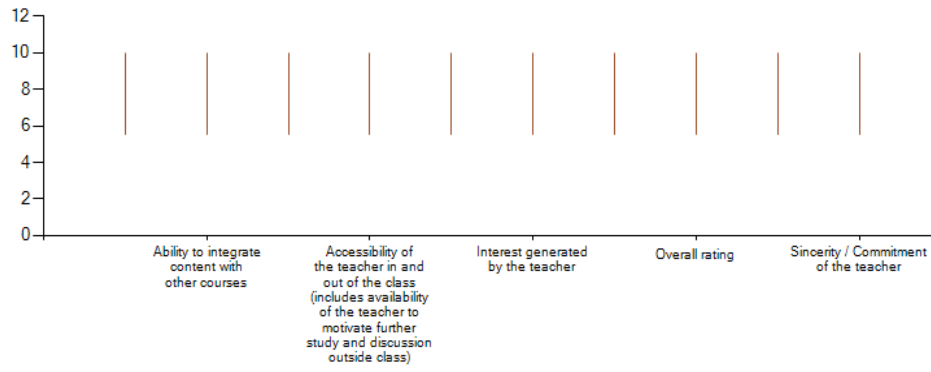 12
10
8
6
4
2
0
Ability to integrate
content with
other courses
Accessibility of
the teacher in and
out of the class
(includes availability
of the teacher to
motivate further
study and discussion
outside class)
Interest generated
by the teacher
Overall rating
Sincerity / Commitment
of the teacher